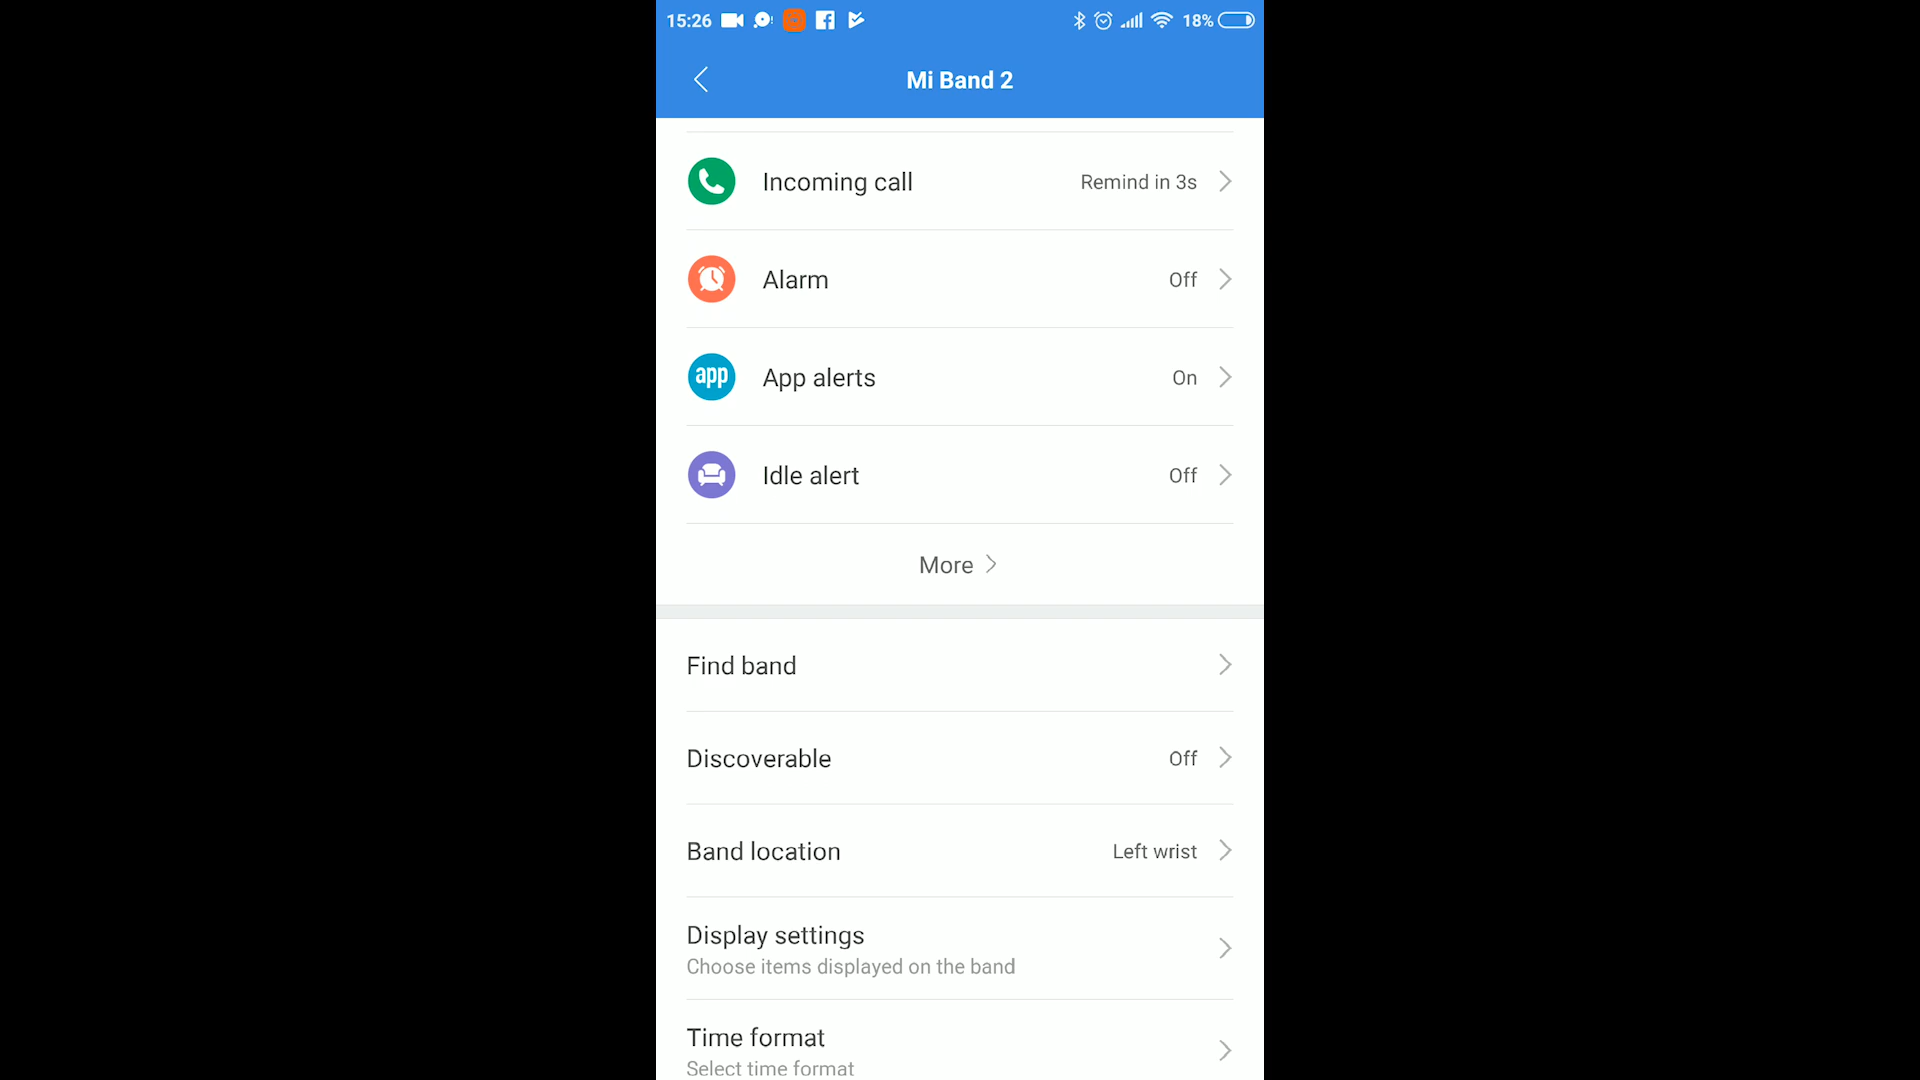 15:26 18%
Mi Band 2
Incoming call Remind in 3s
Alarm Off
app App alerts On
Idle alert Off
More
Find band
Discoverable Off
Band location Left wrist
Display settings
Choose items displayed on the band
Time format
Select time format